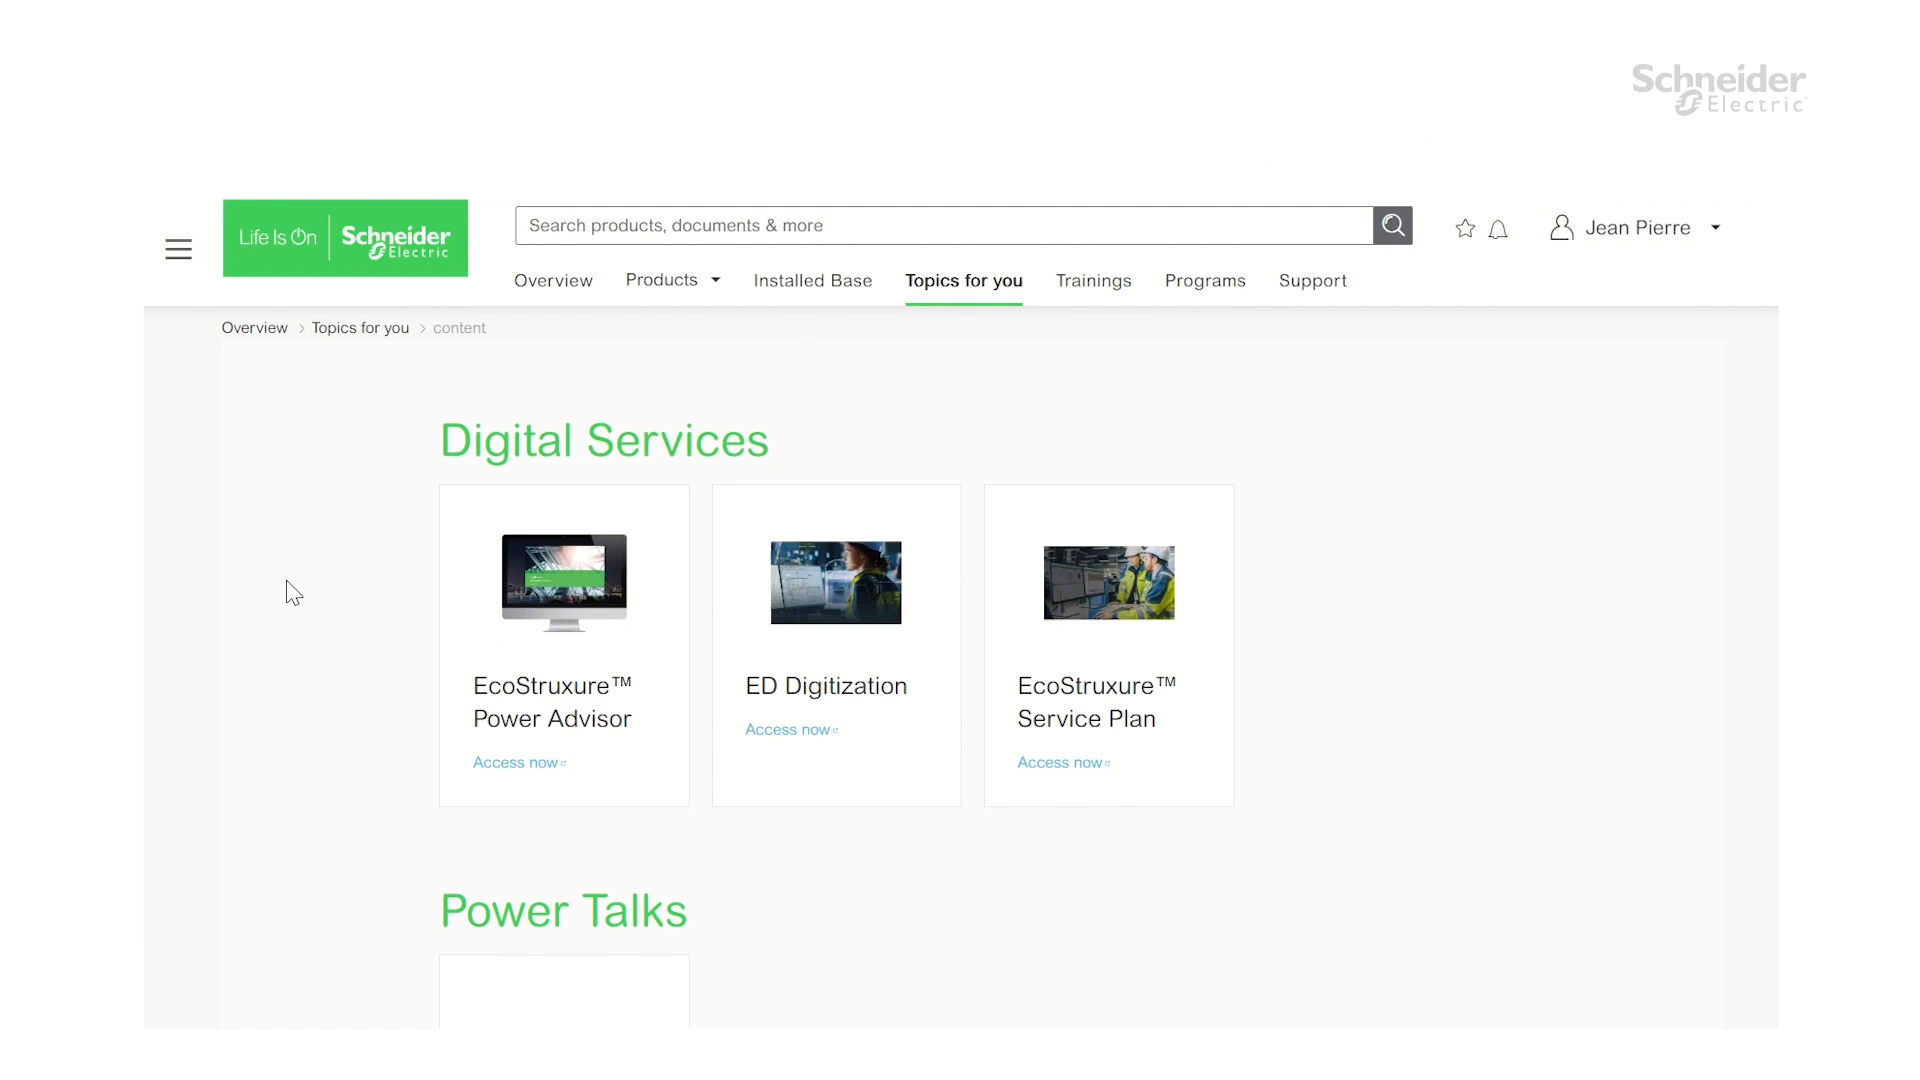 Schneider
Electric
Life Is On
Schneider
Electric
Search products, documents & more
Jean Pierre
Overview
Products
Installed Base
Topics for you
Trainings
Programs
Support
Overview > Topics for you > content
Digital Services
EcoStruxure™
Power Advisor
Access now
ED Digitization
Access now
EcoStruxure™
Service Plan
Access now
Power Talks